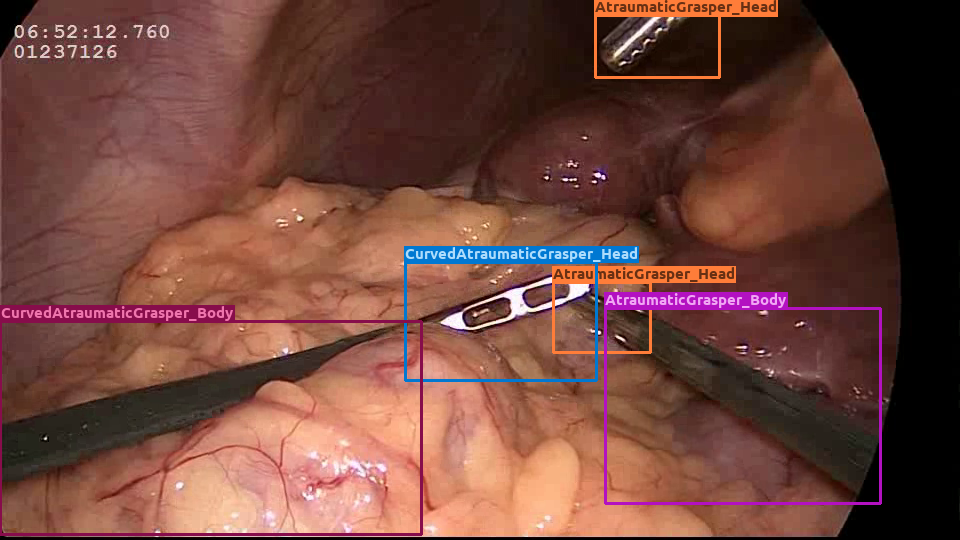 AtraumaticGrasper_Head
06:52:12.760
01237126
CurvedAtraumaticGrasper_Head
AtraumaticGrasper_Head
AtraumaticGrasper_Body
CurvedAtraumaticGrasper_Body